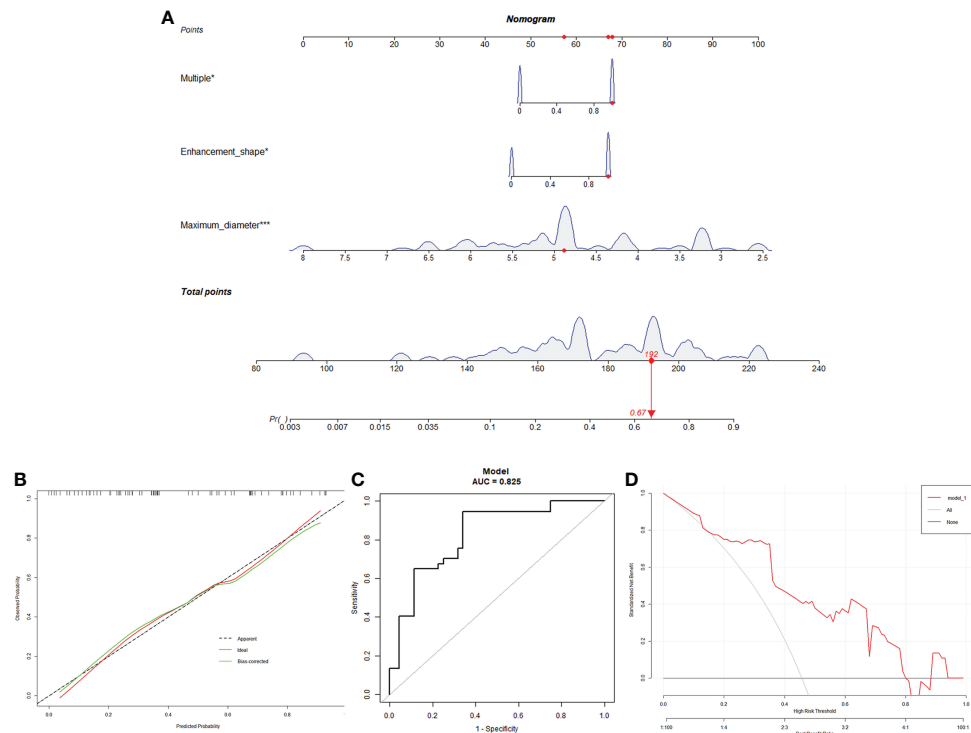 A
Nomogram
Points
0 10 20 30 40 50 60 70 80 90 100
Multiple*
0 0.4 0.8
Enhancement_shape*
0 0.4 0.8
Maximum_diameter***
8 7.5 7 6.5 6 5.5 5 4.5 4 3.5 3 2.5
Total points
192
80 100 120 140 160 180 200 220 240
0.67
Pr( )
0.003 0.007 0.015 0.035 0.1 0.2 0.4 0.6 0.8 0.9
B
1.0
0.8
0.6
0.4
0.2
0.0
Observed Probability
Apparent
Ideal
Bias-corrected
0.0 0.2 0.4 0.6 0.8
Predicted Probability
C
Model
AUC = 0.825
1.0
0.8
0.6
0.4
0.2
0.0
Sensitivity
0.0 0.2 0.4 0.6 0.8 1.0
1 - Specificity
D
model_1
All
None
1.0
0.8
0.6
0.4
0.2
0.0
Standardized Net Benefit
0.0 0.2 0.4 0.6 0.8 1.0
High Risk Threshold
1:100 1:4 2:3 3:2 4:1 100:1